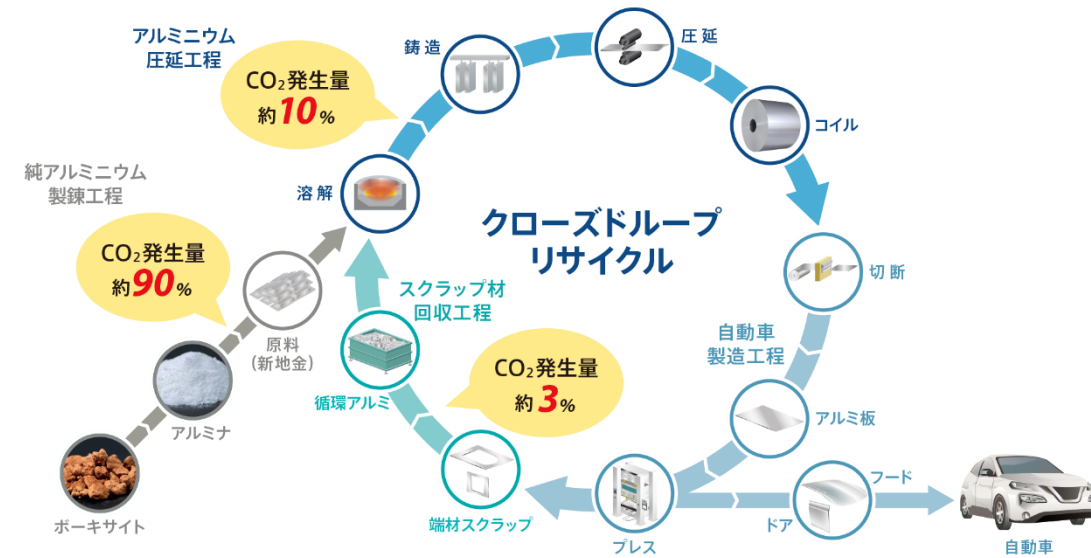 アルミニウム
圧延工程
CO₂発生量
約10%
鋳造
圧延
コイル
純アルミニウム
製錬工程
CO₂発生量
約90%
溶解
クローズドループ
リサイクル
切断
原料
(新地金)
スクラップ材
回収工程
自動車
製造工程
CO₂発生量
約3%
循環アルミ
アルミ板
アルミナ
ボーキサイト
端材スクラップ
プレス
ドア
フード
自動車